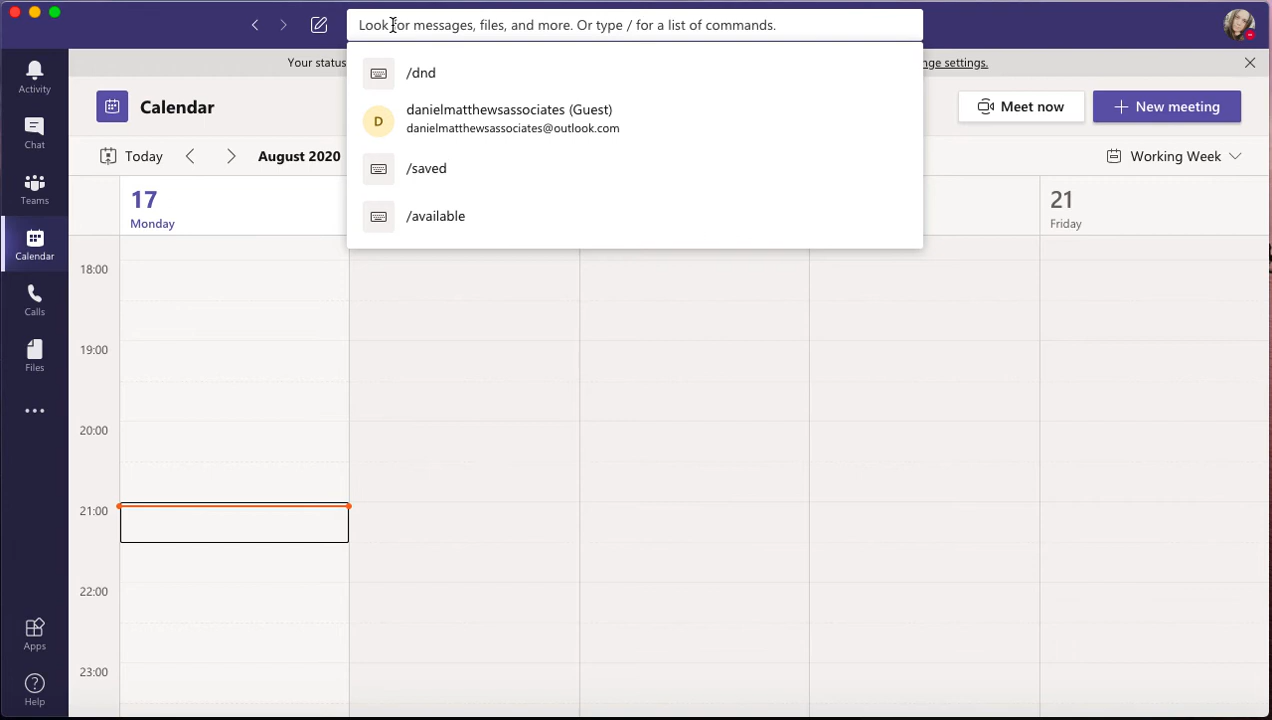 Look for messages, files, and more. Or type / for a list of commands.
/dnd
danielmatthewsassociates (Guest)
D
danielmatthewsassociates@outlook.com
/saved
/available
Your status
nge settings.
Activity
Chat
Teams
Calendar
Calls
Files
Apps
Help
Calendar
Meet now
New meeting
Today
August 2020
Working Week
17
Monday
21
Friday
18:00
19:00
20:00
21:00
22:00
23:00